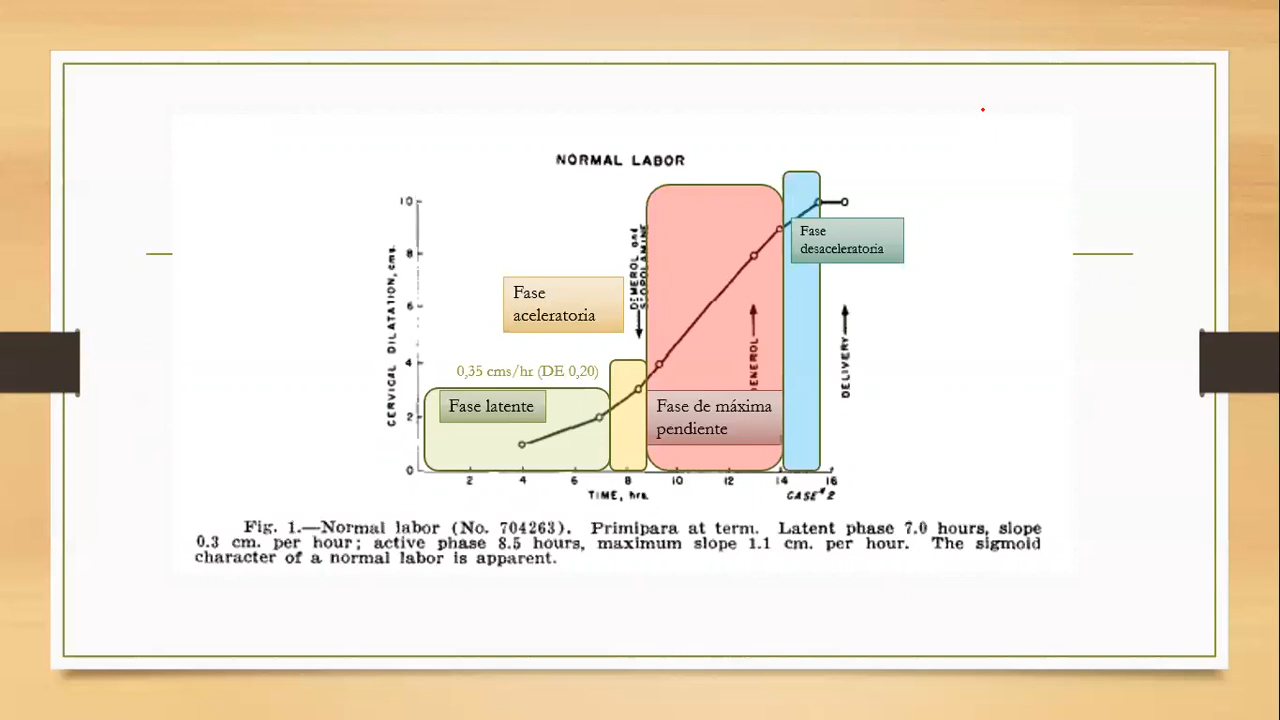 NORMAL LABOR
10
8
6
4
2
0
CERVICAL DILATATION, cms.
DEMEROL and
SCOPOLAMINE
Fase
aceleratoria
0,35 cms/hr (DE 0,20)
Fase latente
Fase de máxima
pendiente
Fase
desaceleratoria
DELIVERY
2 4 6 8 10 12 14 16
TIME, hrs.
CASE #2
Fig. 1.—Normal labor (No. 704263). Primipara at term. Latent phase 7.0 hours, slope
0.3 cm. per hour; active phase 8.5 hours, maximum slope 1.1 cm. per hour. The sigmoid
character of a normal labor is apparent.